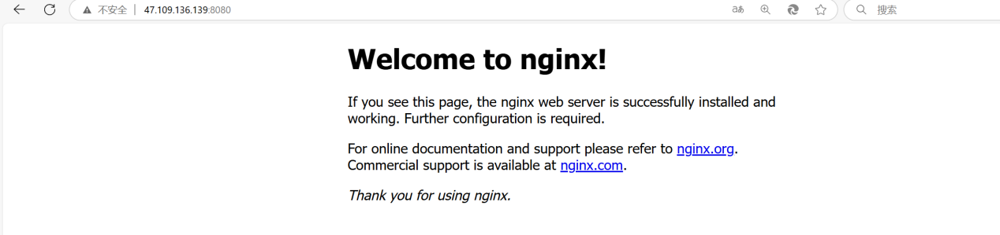 不安全 | 47.109.136.139:8080 搜索
Welcome to nginx!
If you see this page, the nginx web server is successfully installed and
working. Further configuration is required.
For online documentation and support please refer to nginx.org.
Commercial support is available at nginx.com.
Thank you for using nginx.